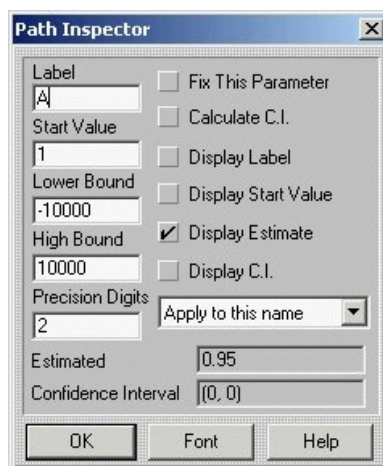 Path Inspector
Label
A
Start Value
1
Lower Bound
-10000
High Bound
10000
Precision Digits
2
Fix This Parameter
Calculate C.I.
Display Label
Display Start Value
Display Estimate
Display C.I.
Apply to this name
Estimated 0.95
Confidence Interval (0, 0)
OK Font Help